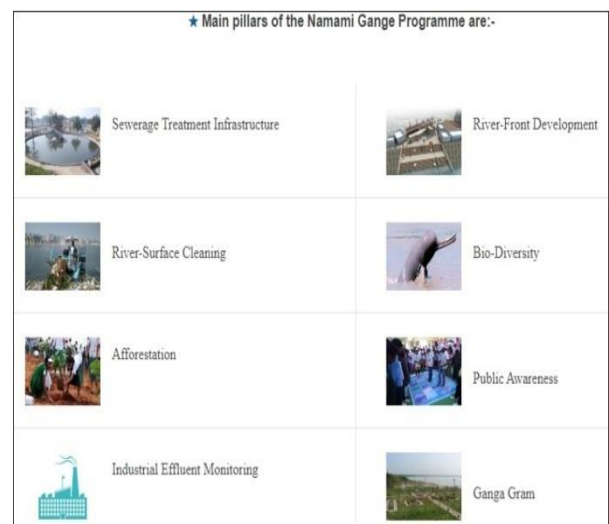 ★ Main pillars of the Namami Gange Programme are:-
Sewerage Treatment Infrastructure
River-Front Development
River-Surface Cleaning
Bio-Diversity
Afforestation
Public Awareness
Industrial Effluent Monitoring
Ganga Gram